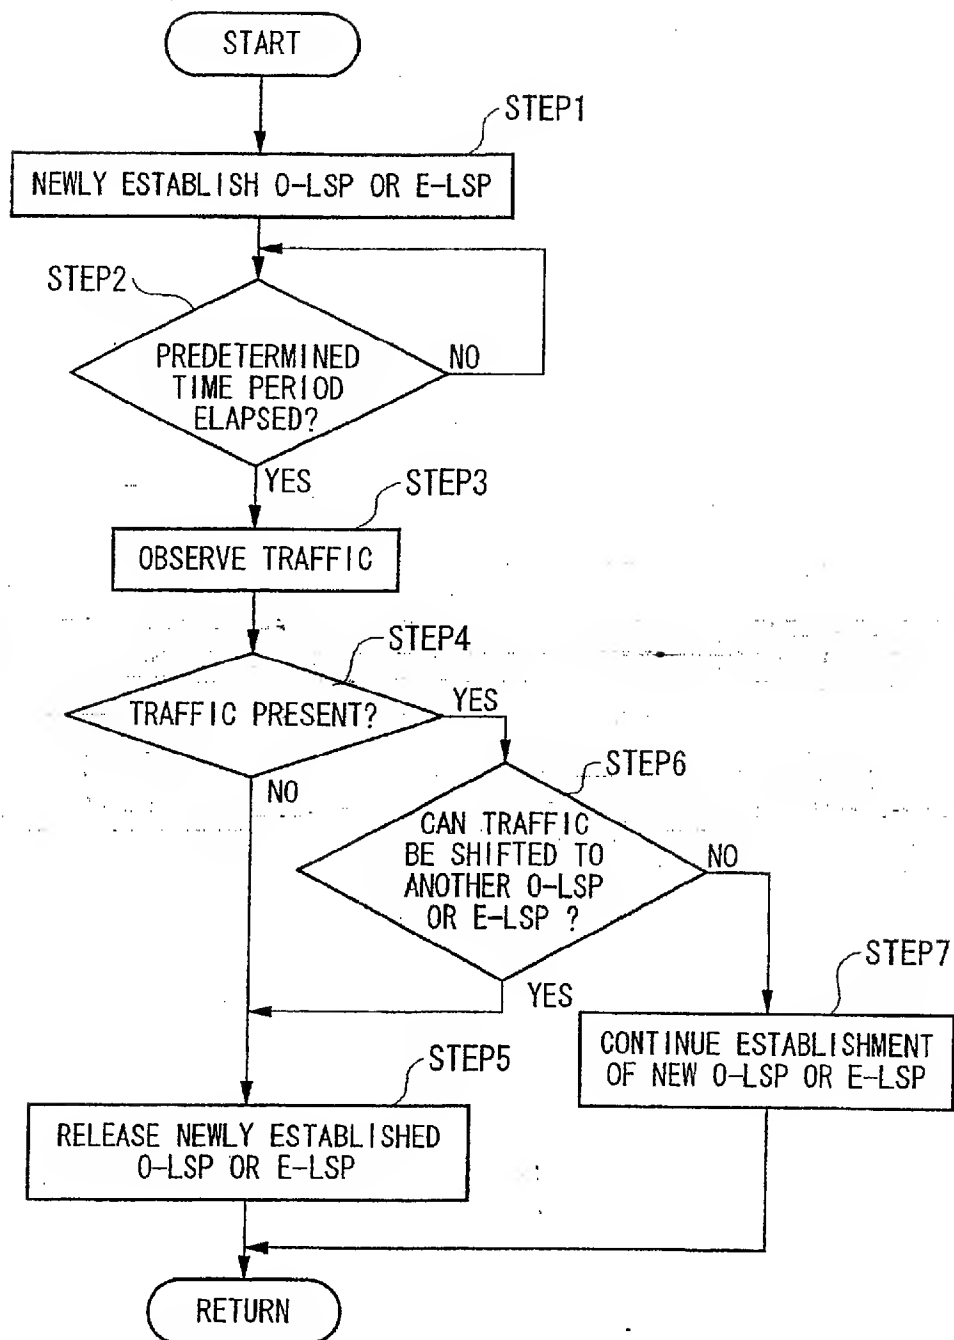 START
STEP1
NEWLY ESTABLISH O-LSP OR E-LSP
STEP2
PREDETERMINED
TIME PERIOD
ELAPSED?
NO
YES
STEP3
OBSERVE TRAFFIC
STEP4
TRAFFIC PRESENT?
YES
NO
STEP6
CAN TRAFFIC
BE SHIFTED TO
ANOTHER O-LSP
OR E-LSP ?
NO
YES
STEP7
CONTINUE ESTABLISHMENT
OF NEW O-LSP OR E-LSP
STEP5
RELEASE NEWLY ESTABLISHED
O-LSP OR E-LSP
RETURN